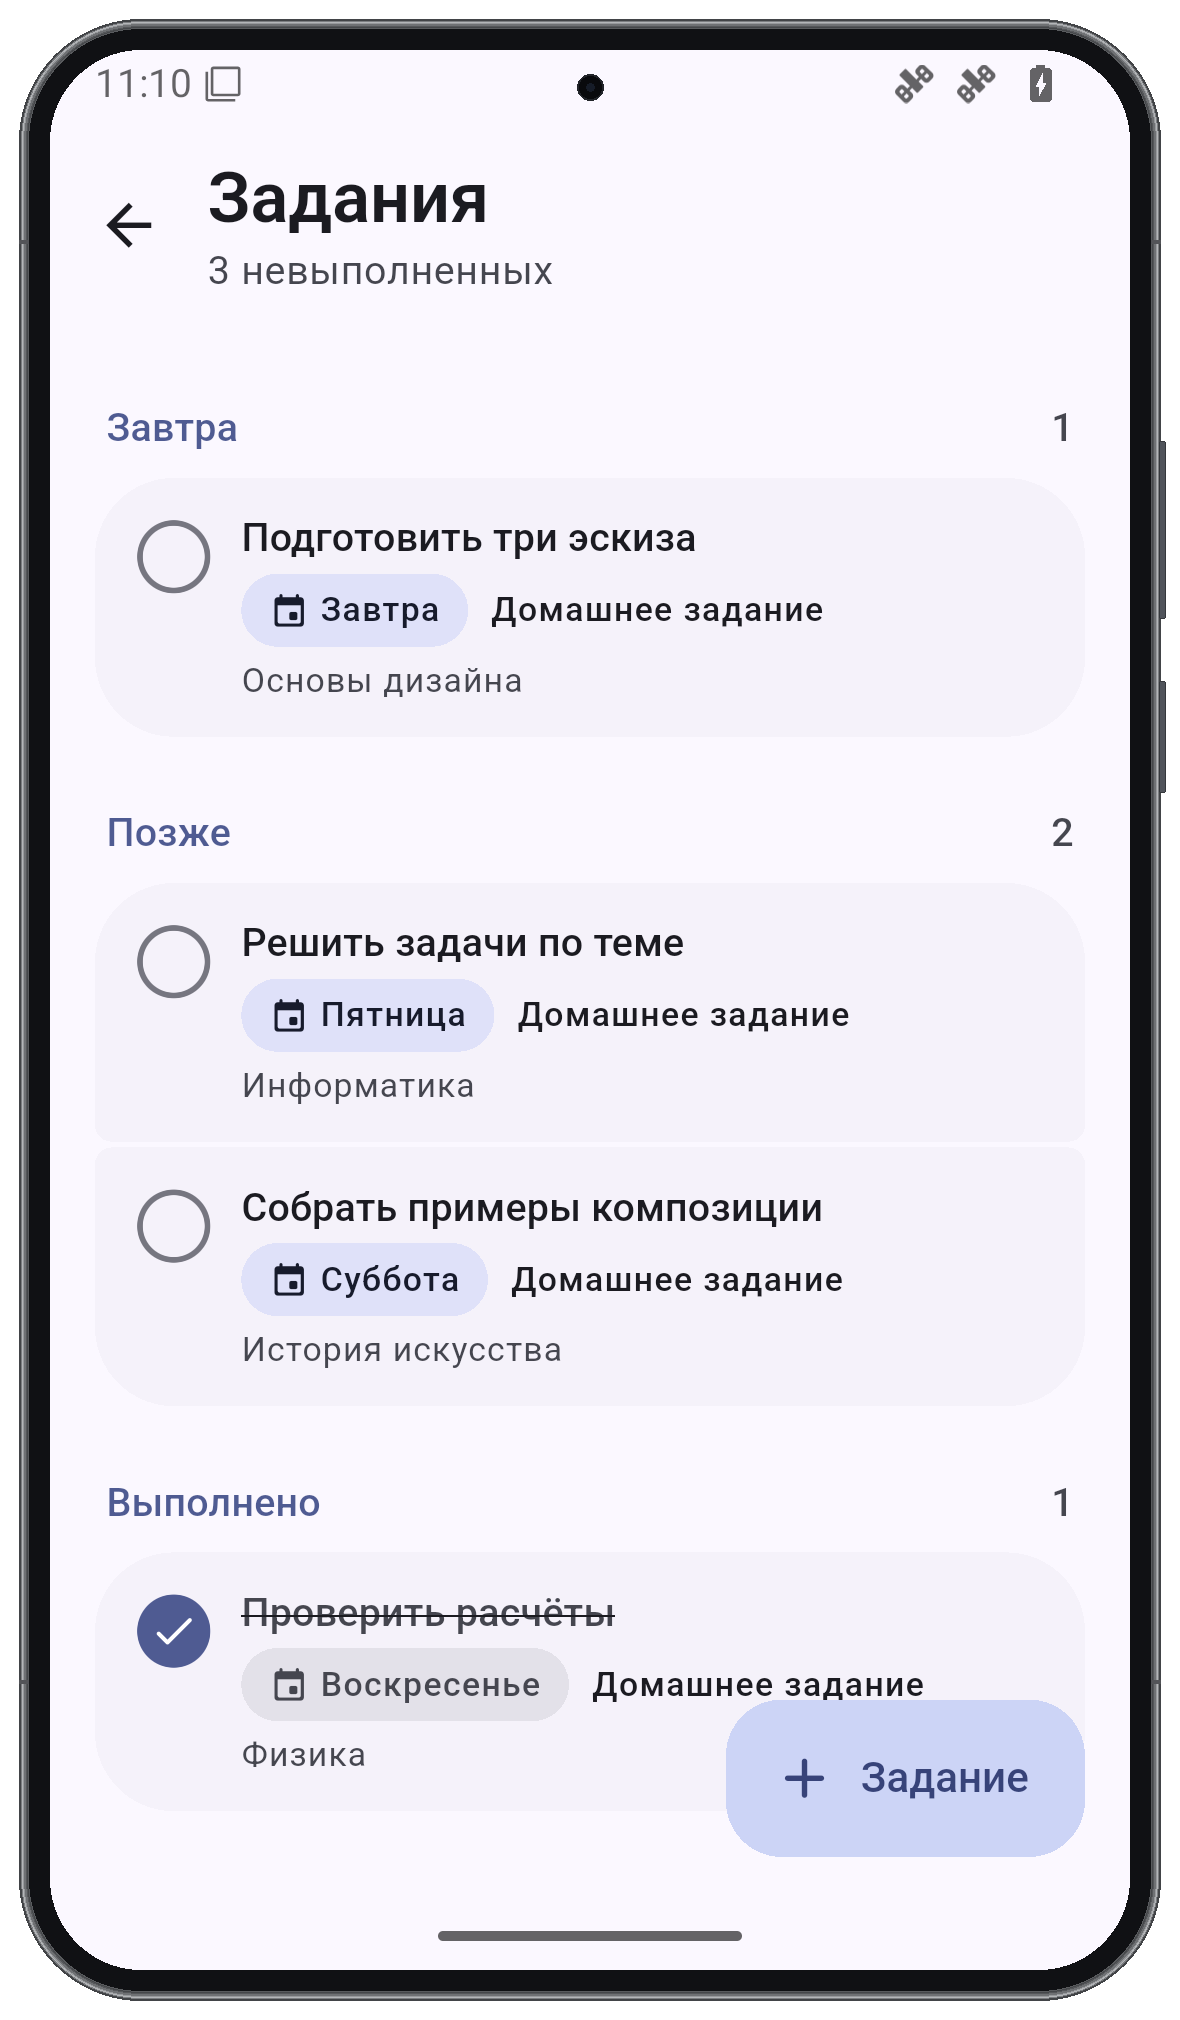 11:10
Задания
3 невыполненных
Завтра 1
Подготовить три эскиза
Завтра Домашнее задание
Основы дизайна
Позже 2
Решить задачи по теме
Пятница Домашнее задание
Информатика
Собрать примеры композиции
Суббота Домашнее задание
История искусства
Выполнено 1
Проверить расчёты
Воскресенье Домашнее задание
Физика
+ Задание